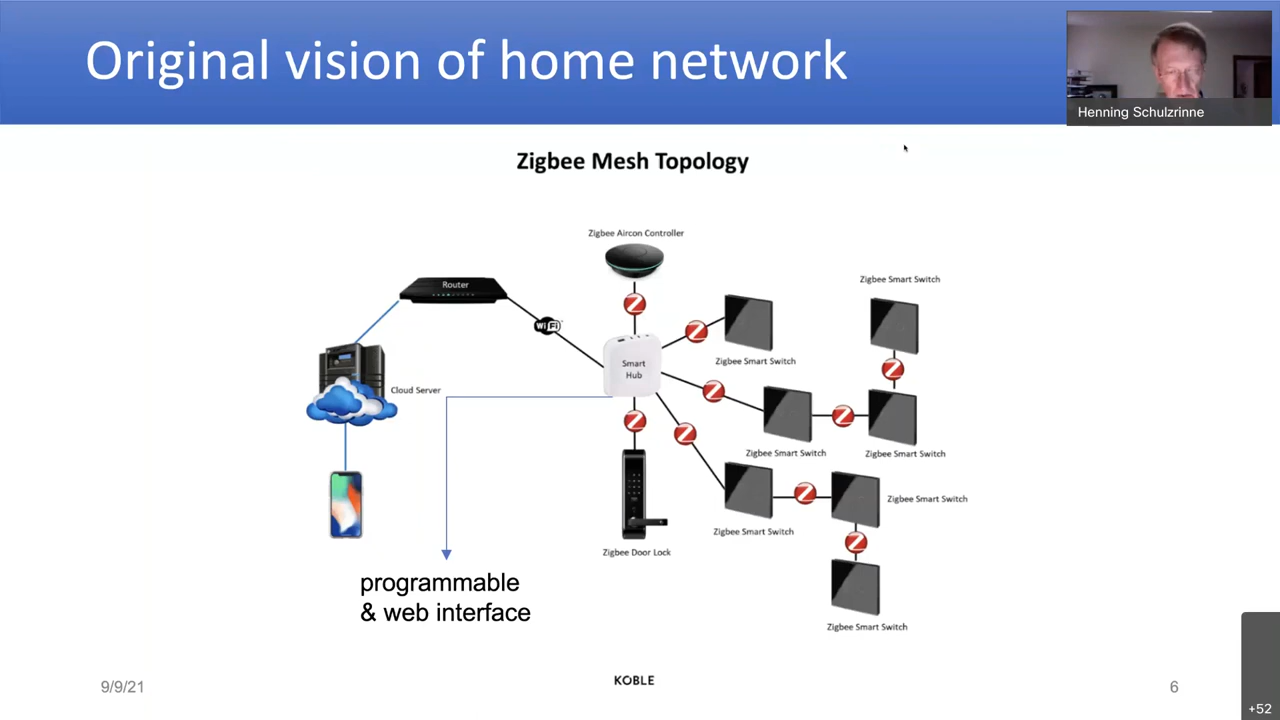 Original vision of home network
Henning Schulzrinne
Zigbee Mesh Topology
Zigbee Aircon Controller
Router
WiFi
Zigbee Smart Switch
Z
Z
Zigbee Smart Switch
Smart
Hub
Z
Z
Cloud Server
Z
Z
Z
Zigbee Smart Switch
Zigbee Smart Switch
Z
Zigbee Smart Switch
Zigbee Smart Switch
Z
Zigbee Door Lock
programmable
& web interface
Zigbee Smart Switch
9/9/21
KOBLE
6
+52